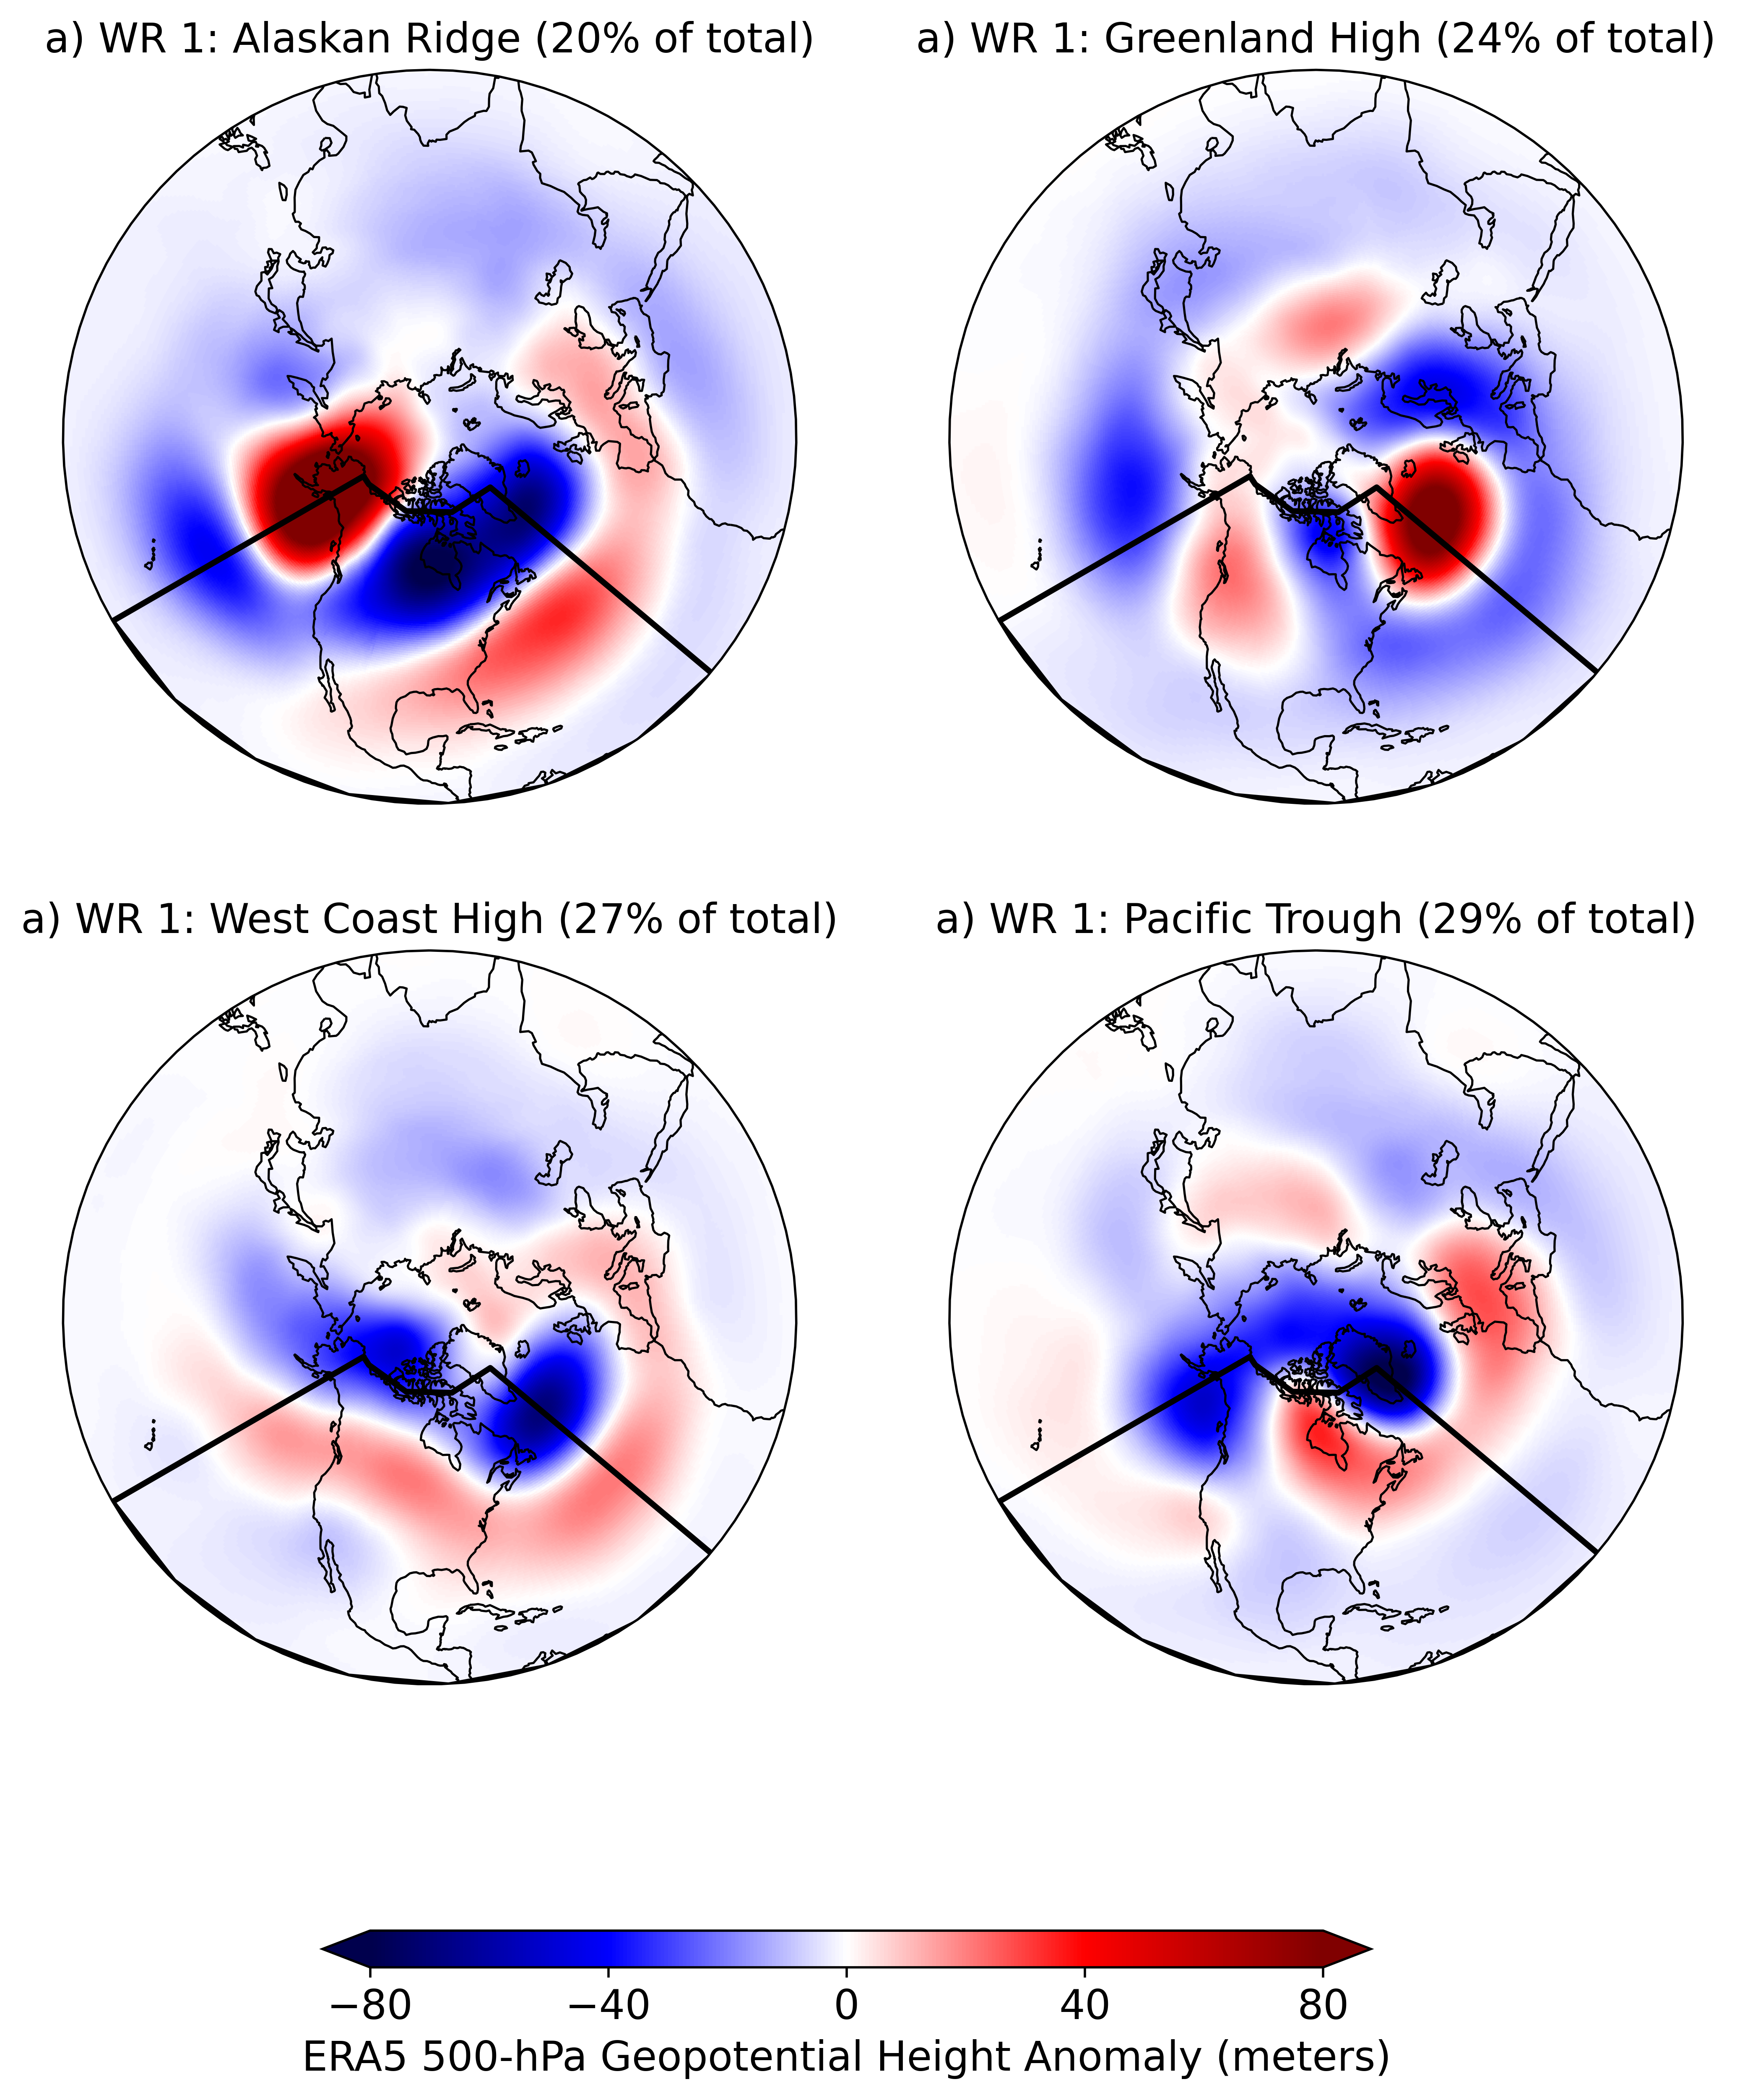 a) WR 1: Alaskan Ridge (20% of total)
a) WR 1: Greenland High (24% of total)
a) WR 1: West Coast High (27% of total)
a) WR 1: Pacific Trough (29% of total)
−80 −40 0 40 80
ERA5 500-hPa Geopotential Height Anomaly (meters)